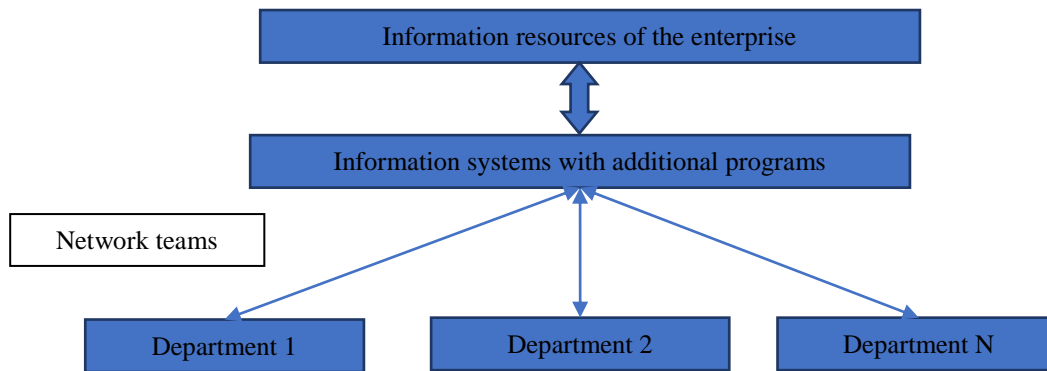 Information resources of the enterprise
Information systems with additional programs
Network teams
Department 1
Department 2
Department N